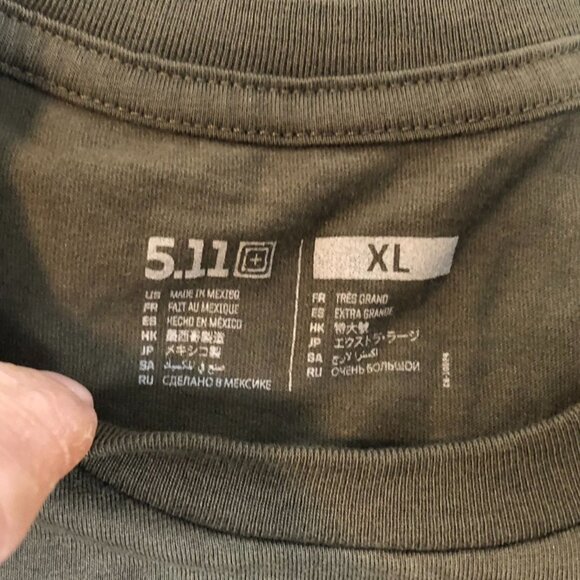 5.11
US MADE IN MEXICO
FR FAIT AU MEXIQUE
ES HECHO EN MÉXICO
HK 墨西哥製造
JP メキシコ製
SA صنع في المكسيك
RU СДЕЛАНО В МЕКСИКЕ
XL
FR TRÈS GRAND
ES EXTRA GRANDE
HK 特大號
JP エクストラ・ラージ
SA اكسترا لارج
RU ОЧЕНЬ БОЛЬШОЙ